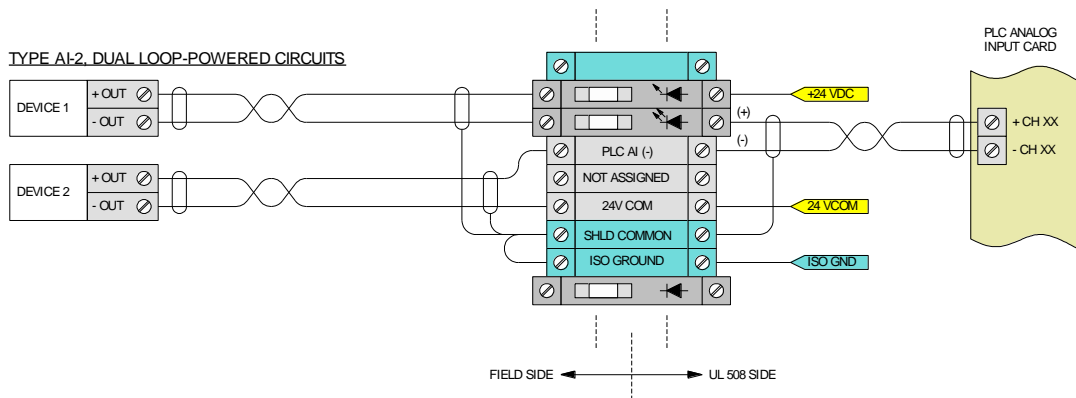 PLC ANALOG
INPUT CARD
TYPE AI-2, DUAL LOOP-POWERED CIRCUITS
DEVICE 1
+ OUT
- OUT
+24 VDC
(+)
(-)
+ CH XX
- CH XX
PLC AI (-)
DEVICE 2
+ OUT
- OUT
NOT ASSIGNED
24V COM
24 VCOM
SHLD COMMON
ISO GROUND
ISO GND
FIELD SIDE
UL 508 SIDE